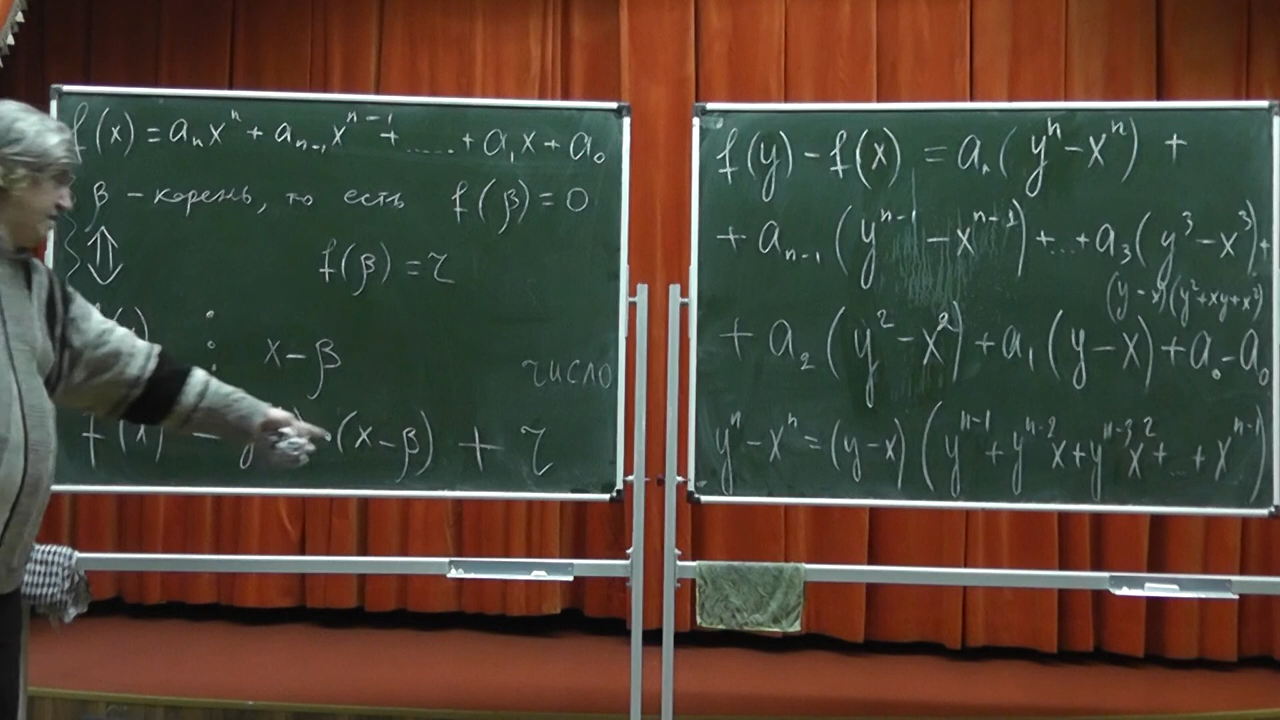 f(x) = aₙxⁿ + aₙ₋₁xⁿ⁻¹ + ..... + a₁x + a₀
β – корень, то есть f(β) = 0
f(β) = r
⋮ x – β
число
f(x) = (x – β) + r
f(y) – f(x) = aₙ(yⁿ – xⁿ) +
+ aₙ₋₁(yⁿ⁻¹ – xⁿ⁻¹) + ... + a₃(y³ – x³) +
(y – x)(y² + xy + x²)
+ a₂(y² – x²) + a₁(y – x) + a₀ – a₀
yⁿ – xⁿ = (y – x)(yⁿ⁻¹ + yⁿ⁻²x + yⁿ⁻³x² + .. + xⁿ⁻¹)